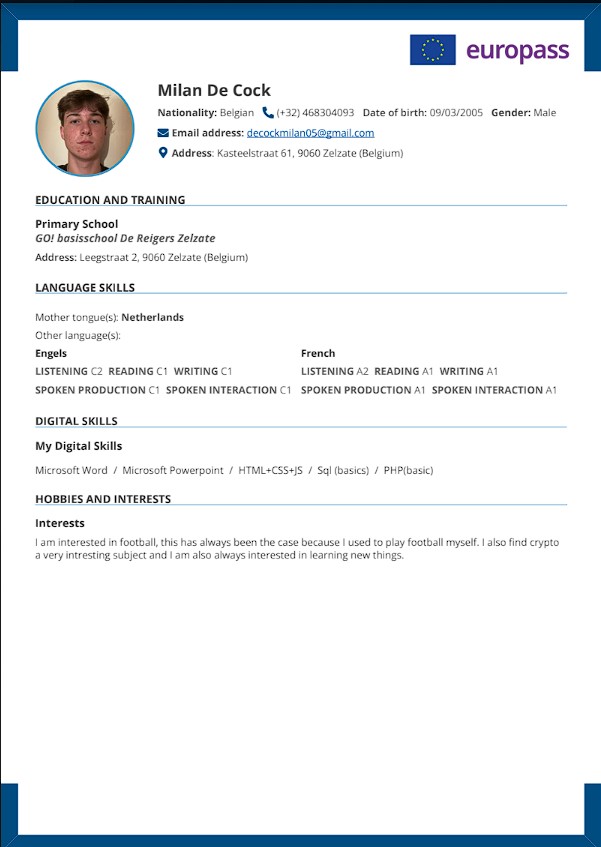 europass
Milan De Cock
Nationality: Belgian (+32) 468304093 Date of birth: 09/03/2005 Gender: Male
Email address: decockmilan05@gmail.com
Address: Kasteelstraat 61, 9060 Zelzate (Belgium)
EDUCATION AND TRAINING
Primary School
GO! basisschool De Reigers Zelzate
Address: Leegstraat 2, 9060 Zelzate (Belgium)
LANGUAGE SKILLS
Mother tongue(s): Netherlands
Other language(s):
Engels
LISTENING C2 READING C1 WRITING C1
SPOKEN PRODUCTION C1 SPOKEN INTERACTION C1
French
LISTENING A2 READING A1 WRITING A1
SPOKEN PRODUCTION A1 SPOKEN INTERACTION A1
DIGITAL SKILLS
My Digital Skills
Microsoft Word / Microsoft Powerpoint / HTML+CSS+JS / Sql (basics) / PHP(basic)
HOBBIES AND INTERESTS
Interests
I am interested in football, this has always been the case because I used to play football myself. I also find crypto
a very intresting subject and I am also always interested in learning new things.